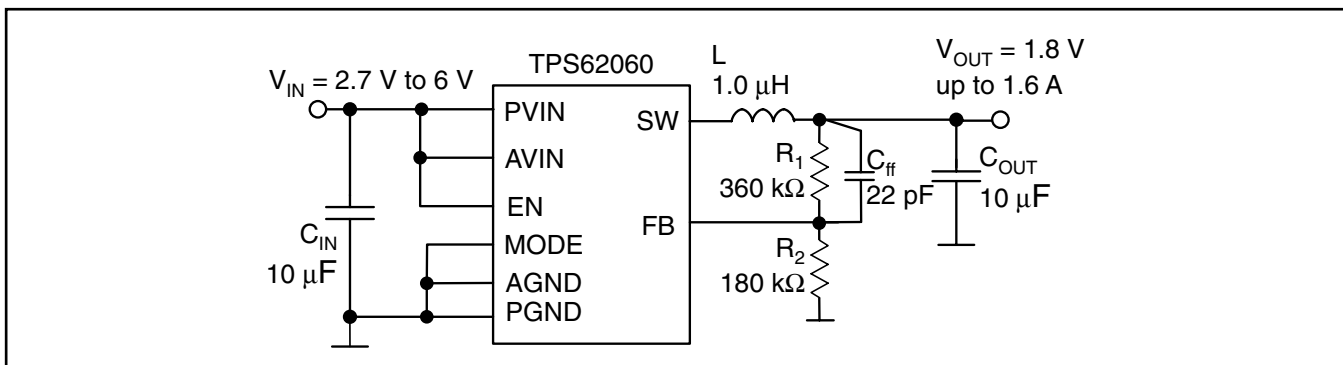 TPS62060
V_IN = 2.7 V to 6 V
PVIN
AVIN
EN
MODE
AGND
PGND
SW
FB
C_IN
10 μF
L
1.0 μH
R_1
360 kΩ
C_ff
22 pF
R_2
180 kΩ
V_OUT = 1.8 V
up to 1.6 A
C_OUT
10 μF